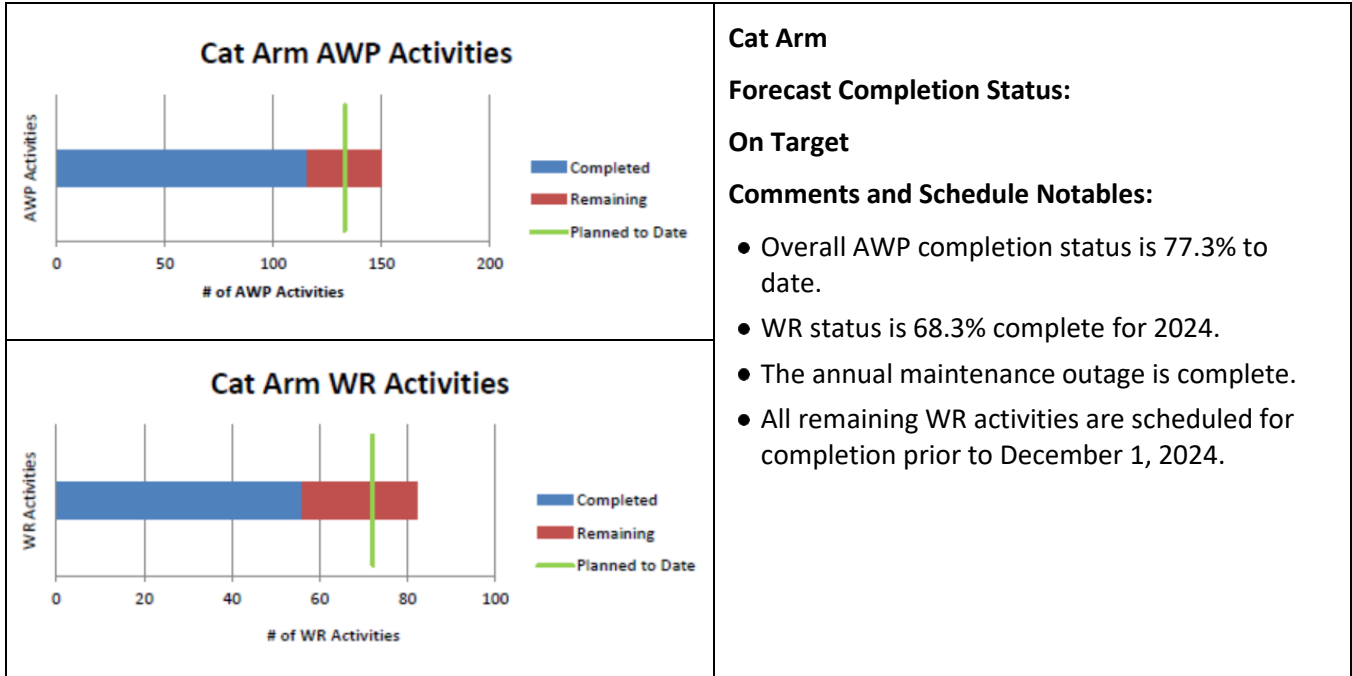 Cat Arm AWP Activities
AWP Activities
0 50 100 150 200
# of AWP Activities
Completed
Remaining
Planned to Date
Cat Arm WR Activities
WR Activities
0 20 40 60 80 100
# of WR Activities
Completed
Remaining
Planned to Date
Cat Arm
Forecast Completion Status:
On Target
Comments and Schedule Notables:
● Overall AWP completion status is 77.3% to
date.
● WR status is 68.3% complete for 2024.
● The annual maintenance outage is complete.
● All remaining WR activities are scheduled for
completion prior to December 1, 2024.